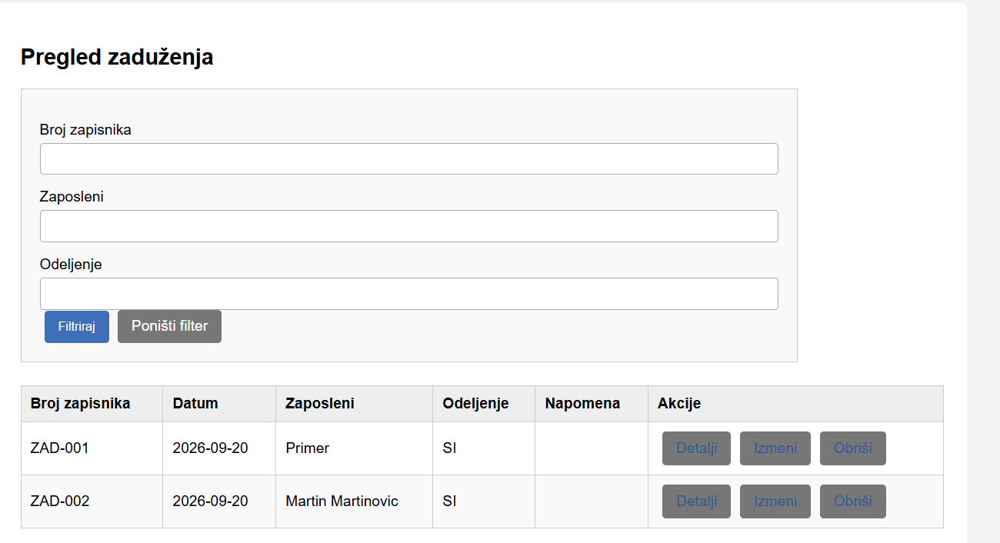 Pregled zaduženja
Broj zapisnika
Zaposleni
Odeljenje
Filtriraj Poništi filter
Broj zapisnika Datum Zaposleni Odeljenje Napomena Akcije
ZAD-001 2026-09-20 Primer SI Detalji Izmeni Obriši
ZAD-002 2026-09-20 Martin Martinovic SI Detalji Izmeni Obriši